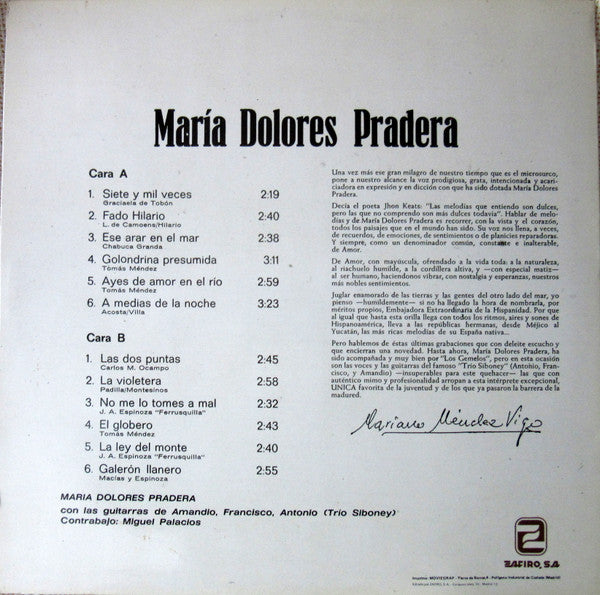 María Dolores Pradera
Cara A
1. Siete y mil veces 2:19
Graciaela de Tobón
2. Fado Hilario 2:40
L. de Camoens/Hilario
3. Ese arar en el mar 2:38
Chabuca Granda
4. Golondrina presumida 3:11
Tomás Méndez
5. Ayes de amor en el río 2:59
Tomás Méndez
6. A medias de la noche 3:23
Acosta/Villa
Cara B
1. Las dos puntas 2:45
Carlos M. Ocampo
2. La violetera 2:58
Padilla/Montesinos
3. No me lo tomes a mal 2:32
J. A. Espinoza "Ferrusquilla"
4. El globero 2:43
Tomás Méndez
5. La ley del monte 2:40
J. A. Espinoza "Ferrusquilla"
6. Galerón llanero 2:55
Macías y Espinoza
MARIA DOLORES PRADERA
con las guitarras de Amandio, Francisco, Antonio (Trío Siboney)
Contrabajo: Miguel Palacios
Una vez más ese gran milagro de nuestro tiempo que es el microsurco,
pone a nuestro alcance la voz prodigiosa, grata, intencionada y acari-
ciadora en expresión y en dicción con que ha sido dotada María Dolores
Pradera.
Decía el poeta Jhon Keats: "Las melodías que entiendo son dulces,
pero las que no comprendo son más dulces todavía". Hablar de melo-
días y de María Dolores Pradera es recorrer, con la vista y el corazón,
todos los paisajes que en el mundo han sido. Su voz nos lleva, a veces,
de recuerdos, de emociones, de sentimientos o de planicies reparadoras.
Y siempre, como un denominador común, constante e inalterable,
de Amor.
De Amor, con mayúscula, ofrendado a la vida toda: a la naturaleza,
al riachuelo humilde, a la cordillera altiva, y —con especial matiz—
al ser humano, haciéndonos vibrar, con nostalgia y esperanzas, nuestros
más nobles sentimientos.
Juglar enamorado de las tierras y las gentes del otro lado del mar, yo
pienso —humildemente— si no ha llegado la hora de nombrarla, por
méritos propios, Embajadora Extraordinaria de la Hispanidad. Por que
al igual que hasta esta orilla llega con todos los ritmos, aires y sones de
Hispanoamérica, lleva a las repúblicas hermanas, desde Méjico al
Yucatán, las más ricas melodías de su España nativa...
Pero hablemos de éstas últimas grabaciones que con deleite escucho y
que encierran una novedad. Hasta ahora, María Dolores Pradera, ha
sido acompañada y muy bien por "Los Gemelos", pero en esta ocasión
son las voces y las guitarras del famoso "Trío Siboney" (Antoñio, Fran-
cisco, y Amandio) —insuperables para este quehacer— las que con
auténtico mimo y profesionalidad arropan a esta intérprete excepcional,
UNICA favorita de la juventud y de los que ya pasaron la barrera de la
madured.
Mariano Méndez Vigo
ZAFIRO, S.A.
Imprime: MOVIEGRAF